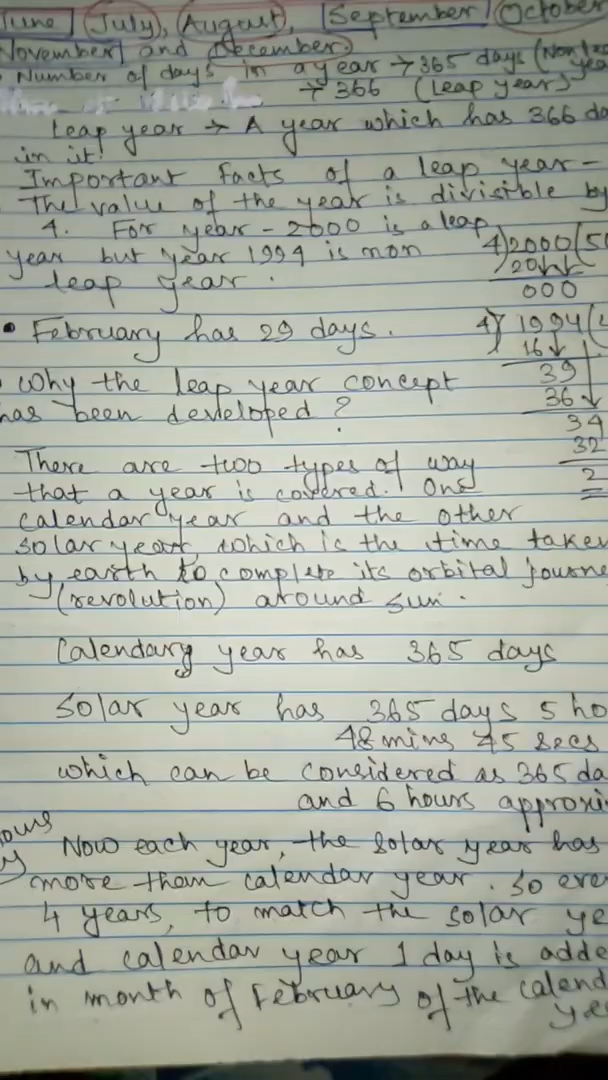 June, July, August, September, October
November and December.
Number of days in a year → 365 days (Non leap year
→ 366 (Leap year)
Leap year → A year which has 366 da
in it.
Important Facts of a leap year -
The value of the year is divisible by
4. For year - 2000 is a leap
year but year 1994 is non
leap year.
4)2000(50
20
000
• February has 29 days.
4) 1994(4
16
39
36
34
32
2
Why the leap year concept
has been developed?
There are two types of way
that a year is covered. One
calendar year and the other
solar year, which is the time taken
by earth to complete its orbital journe
(revolution) around sun.
Calendary year has 365 days
Solar year has 365 days 5 ho
48 mins 45 secs
which can be considered as 365 da
and 6 hours approxi
ours
y
Now each year, the solar year has
more than calendar year. So ever
4 years, to match the solar ye
and calendar year 1 day is adde
in month of February of the calend
yea